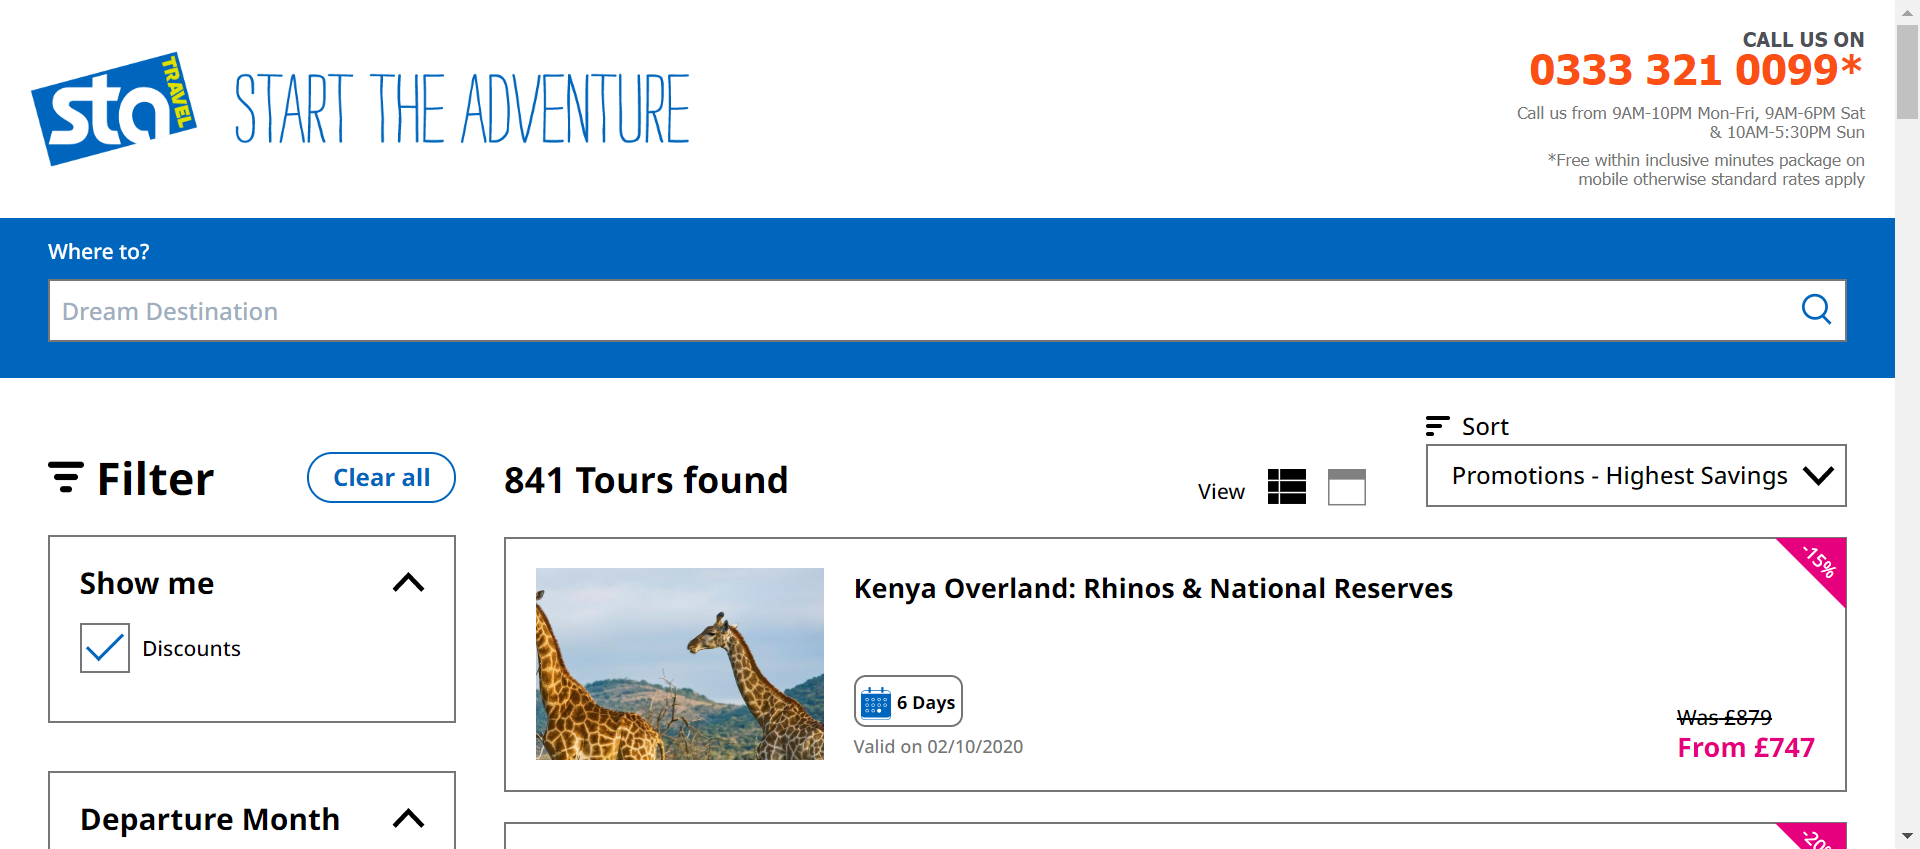 sta TRAVEL
START THE ADVENTURE
CALL US ON
0333 321 0099*
Call us from 9AM-10PM Mon-Fri, 9AM-6PM Sat
& 10AM-5:30PM Sun
*Free within inclusive minutes package on
mobile otherwise standard rates apply
Where to?
Dream Destination
Filter
Clear all
841 Tours found
View
Sort
Promotions - Highest Savings
Show me
Discounts
Departure Month
-15%
Kenya Overland: Rhinos & National Reserves
6 Days
Valid on 02/10/2020
Was £879
From £747